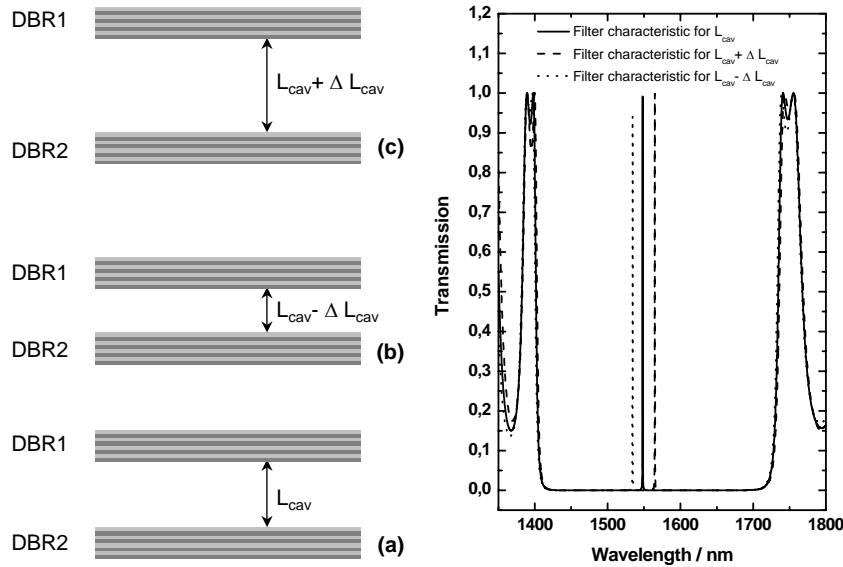 DBR1
L_cav + Δ L_cav
DBR2
(c)
DBR1
L_cav - Δ L_cav
DBR2
(b)
DBR1
L_cav
DBR2
(a)
Filter characteristic for L_cav
Filter characteristic for L_cav + Δ L_cav
Filter characteristic for L_cav - Δ L_cav
Transmission
1,2
1,1
1,0
0,9
0,8
0,7
0,6
0,5
0,4
0,3
0,2
0,1
0,0
1400 1500 1600 1700 1800
Wavelength / nm